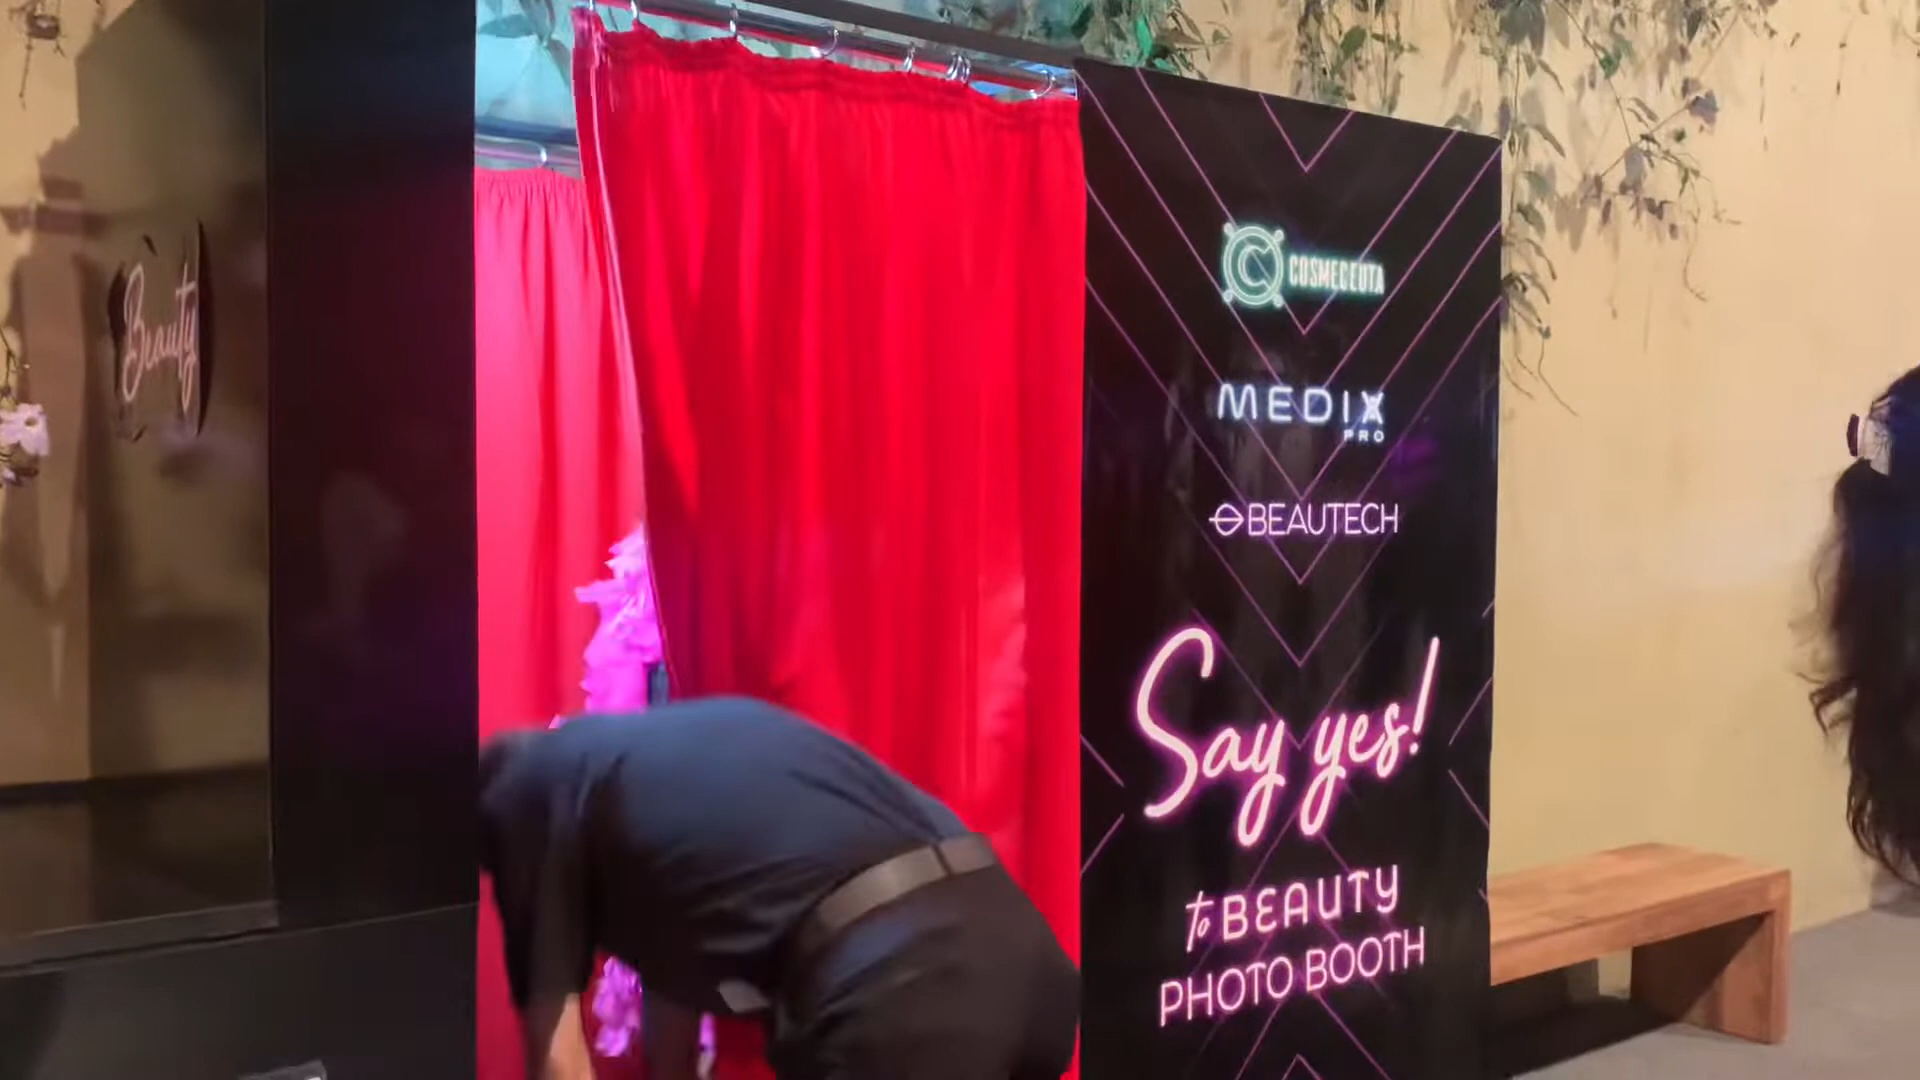 Beauty
COSMECEUTA
MEDIX
PRO
BEAUTECH
Say yes!
to BEAUTY
PHOTO BOOTH